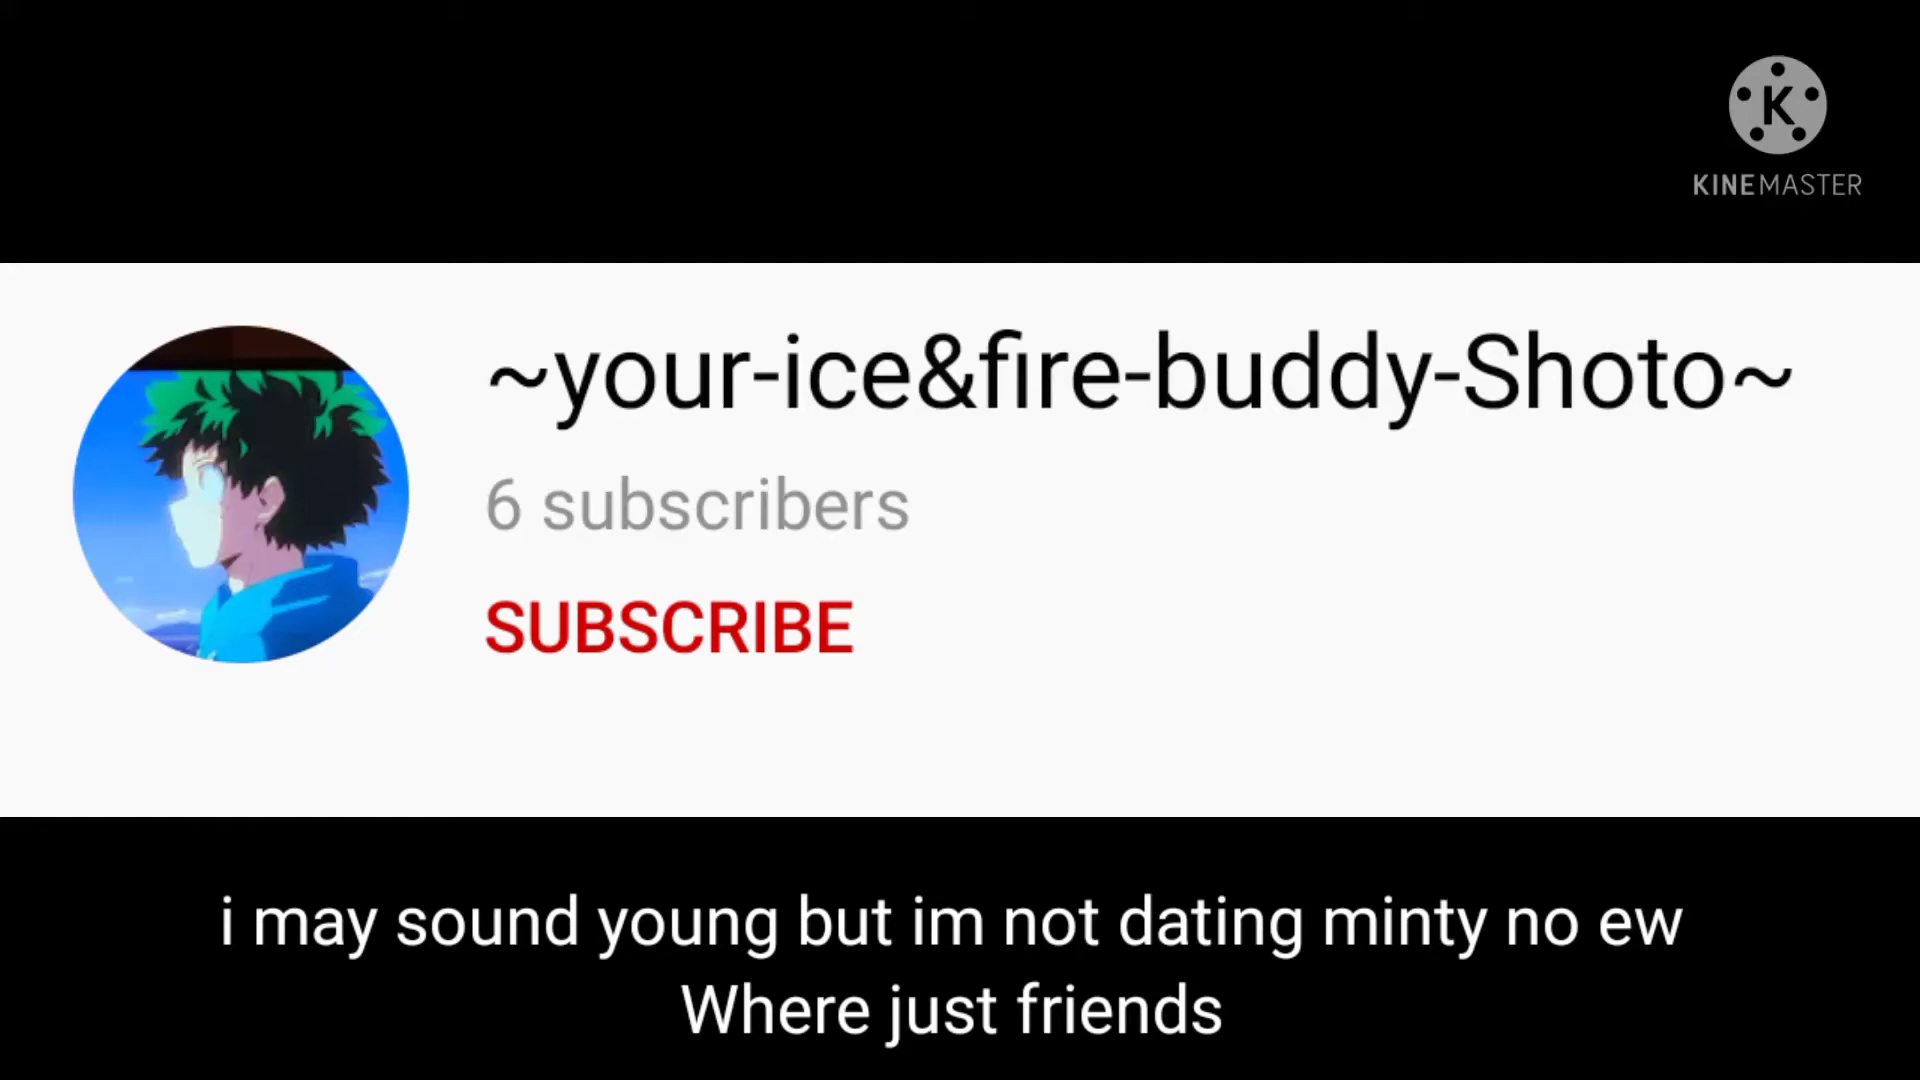 K
KINEMASTER
~your-ice&fire-buddy-Shoto~
6 subscribers
SUBSCRIBE
i may sound young but im not dating minty no ew
Where just friends